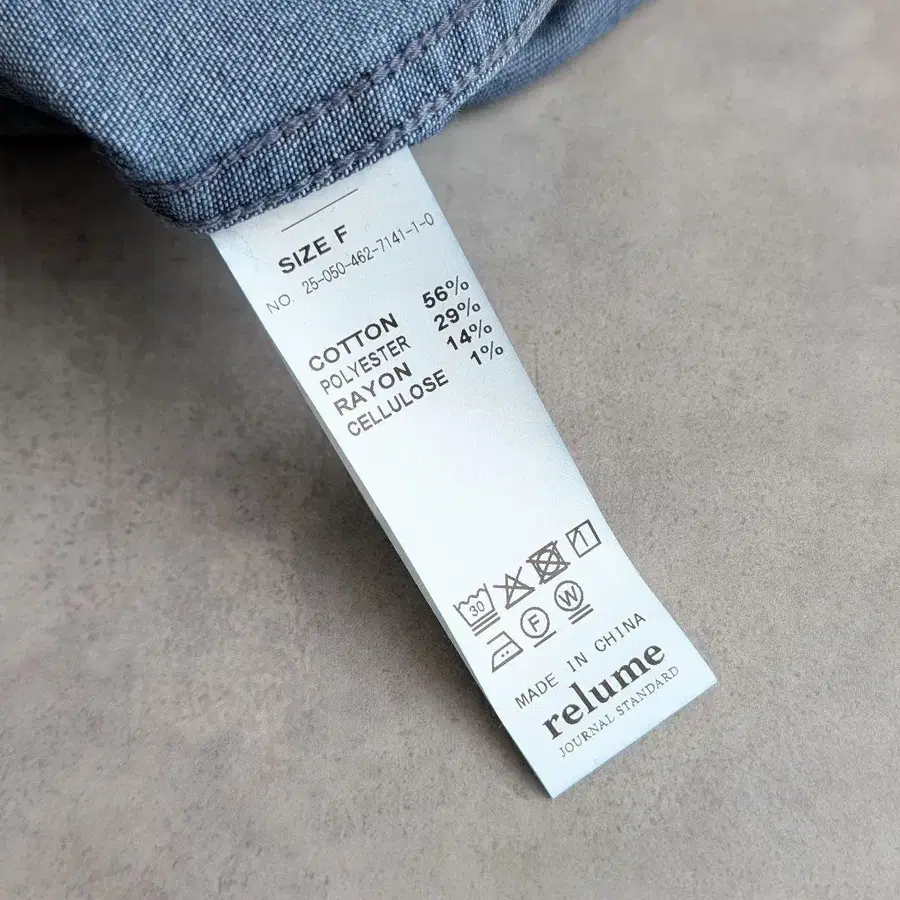 SIZE F
NO. 25-050-462-7141-1-0
COTTON 56%
POLYESTER 29%
RAYON 14%
CELLULOSE 1%
30
F W
MADE IN CHINA
relume
JOURNAL STANDARD